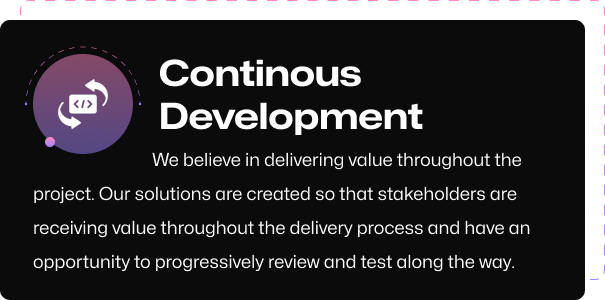 Continous
Development
We believe in delivering value throughout the
project. Our solutions are created so that stakeholders are
receiving value throughout the delivery process and have an
opportunity to progressively review and test along the way.